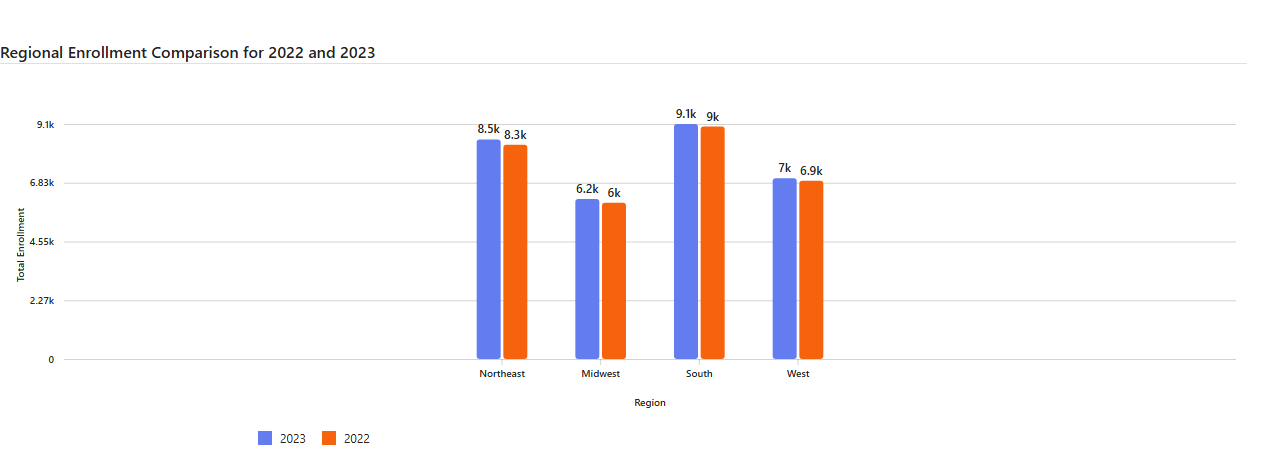 Regional Enrollment Comparison for 2022 and 2023
9.1k
6.83k
4.55k
2.27k
0
Total Enrollment
8.5k 8.3k
6.2k 6k
9.1k 9k
7k 6.9k
Northeast Midwest South West
Region
2023 2022